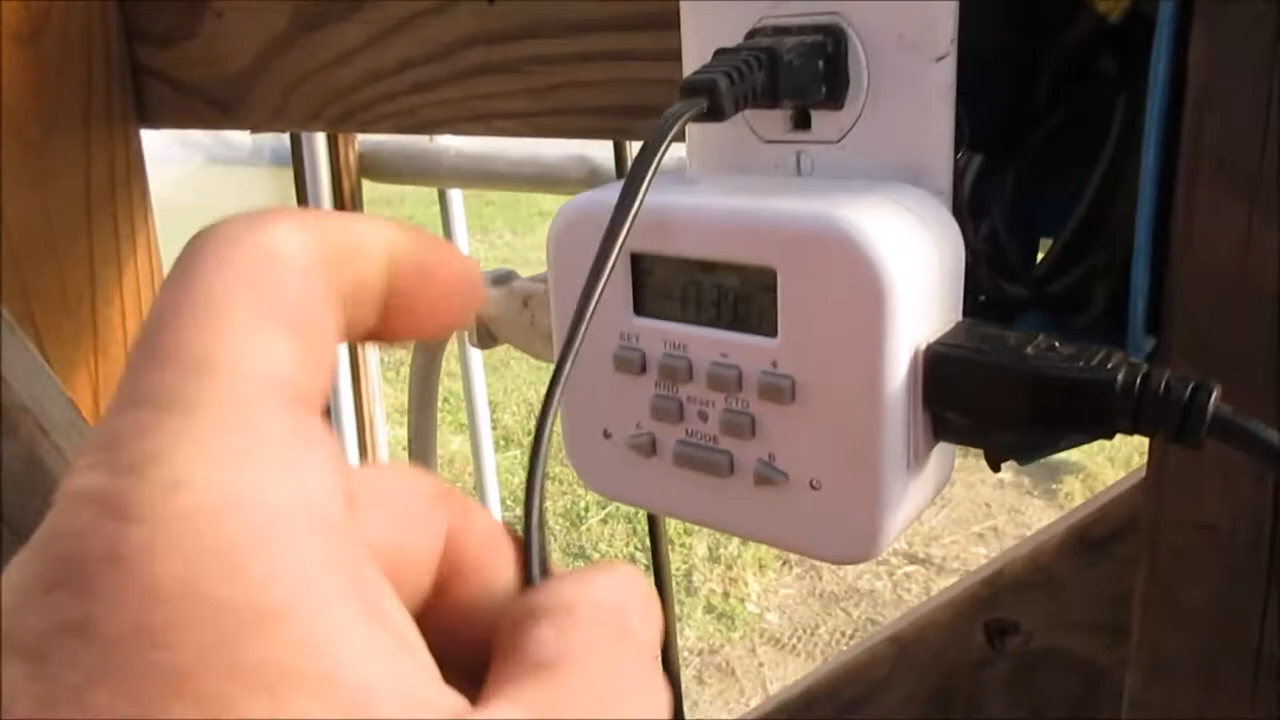 SET TIME − +
RND RESET CTD
A MODE B